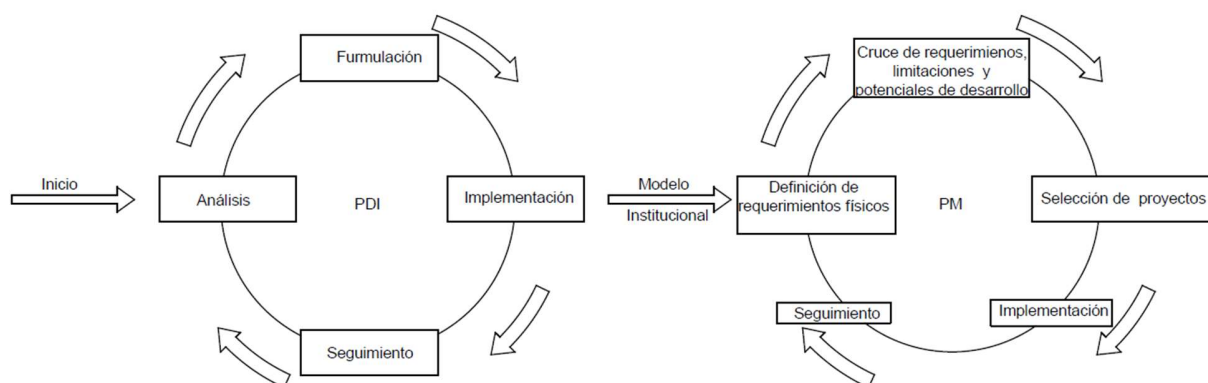 Inicio
Análisis
Furmulación
PDI
Implementación
Seguimiento
Modelo
Institucional
Definición de
requerimientos físicos
Cruce de requerimienos,
limitaciones y
potenciales de desarrollo
PM
Selección de proyectos
Implementación
Seguimiento